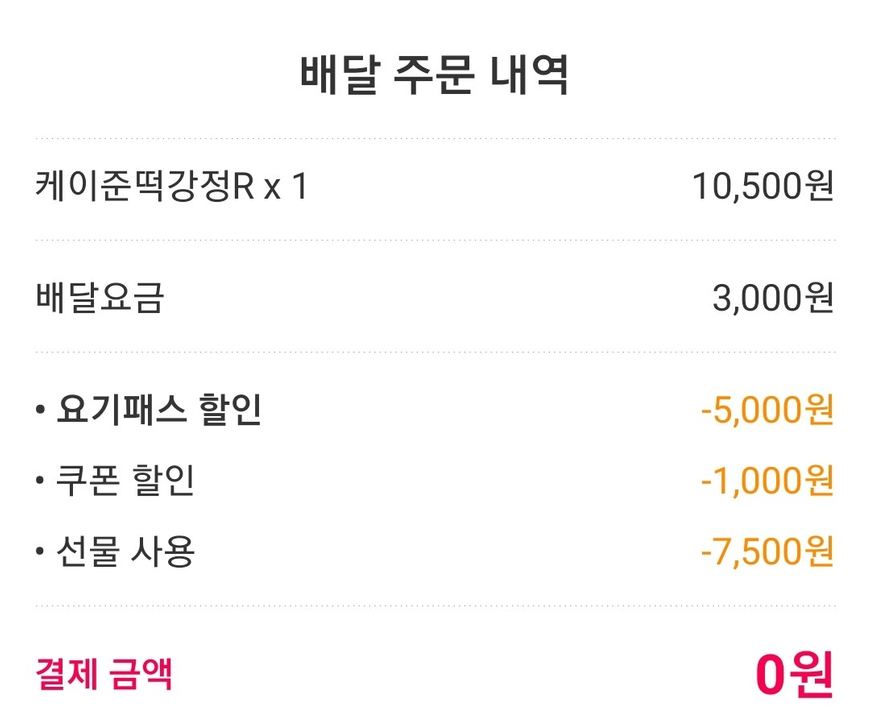 배달 주문 내역
케이준떡강정R x 1 10,500원
배달요금 3,000원
• 요기패스 할인 -5,000원
• 쿠폰 할인 -1,000원
• 선물 사용 -7,500원
결제 금액 0원